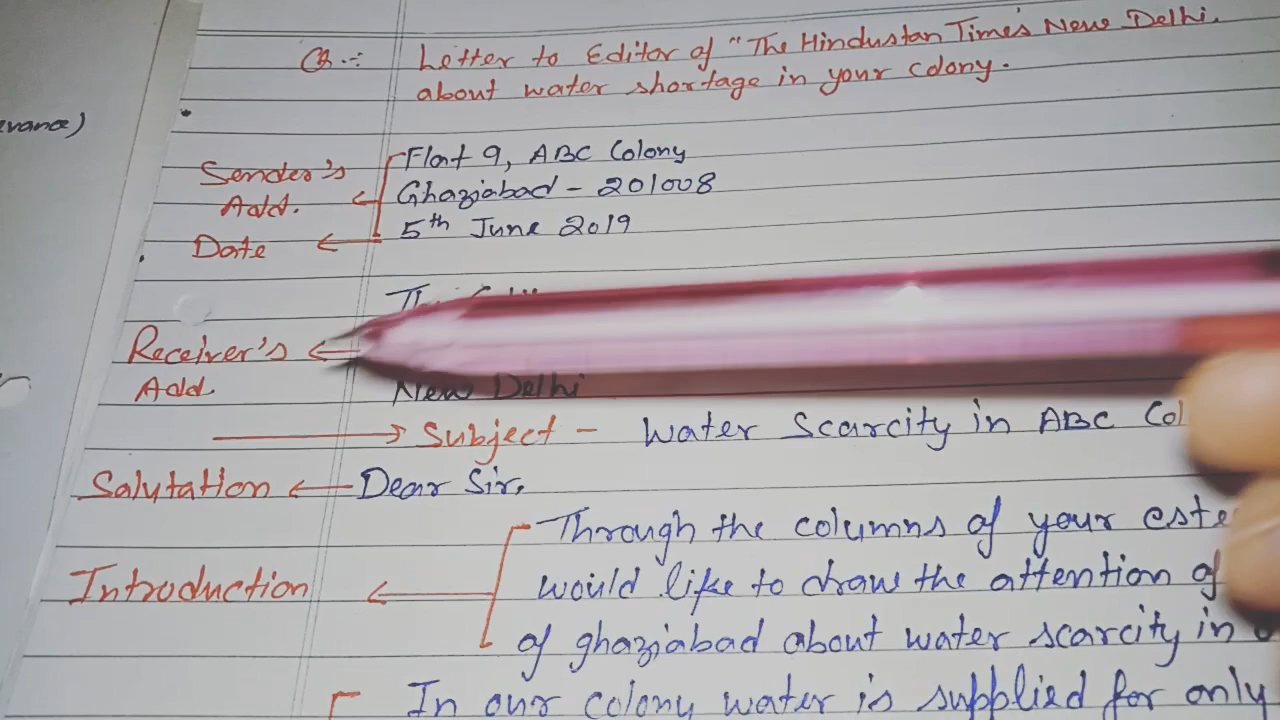 evance)
Q.:- Letter to Editor of "The Hindustan Times New Delhi.
about water shortage in your colony.
Sender's Add.
Flat 9, ABC Colony
Ghaziabad - 201008
Date
5th June 2019
Receiver's Add.
New Delhi
Subject - Water Scarcity in ABC Col
Salutation Dear Sir,
Introduction
Through the columns of your este
would like to draw the attention of
of ghaziabad about water scarcity in
In our colony water is supplied for only